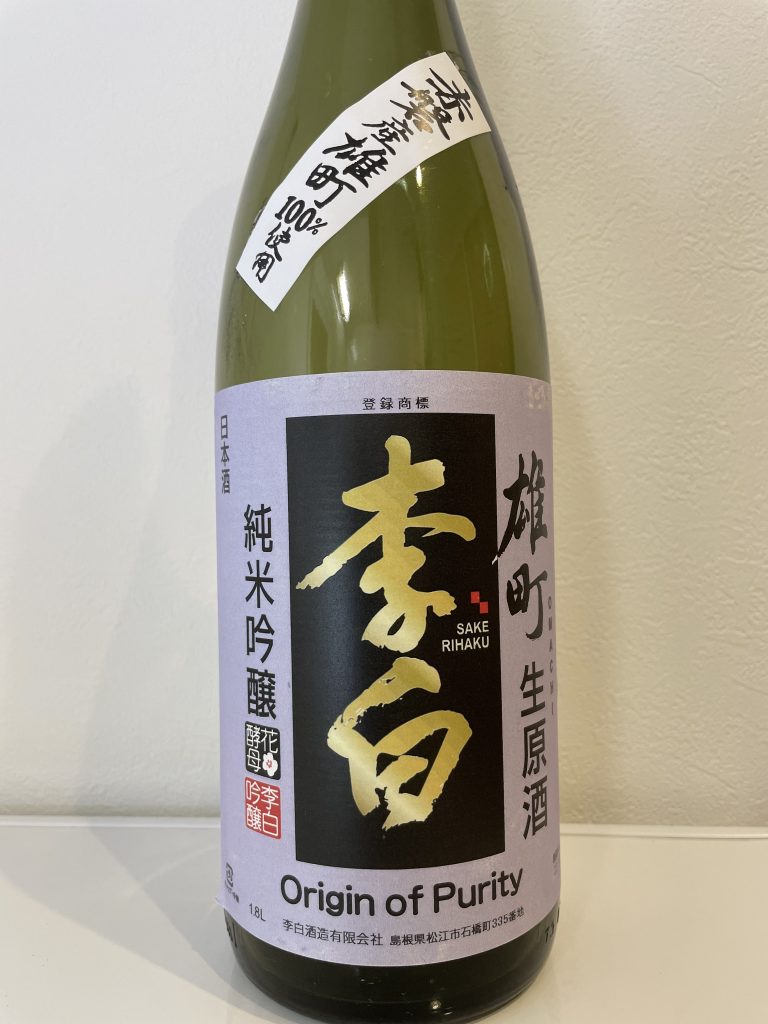 赤磐産雄町100%使用
登録商標
日本酒
雄町
OMACHI
生原酒
李白
SAKE
RIHAKU
純米吟醸
花酵母
李白吟醸
Origin of Purity
1.8L
李白酒造有限会社 島根県松江市石橋町335番地